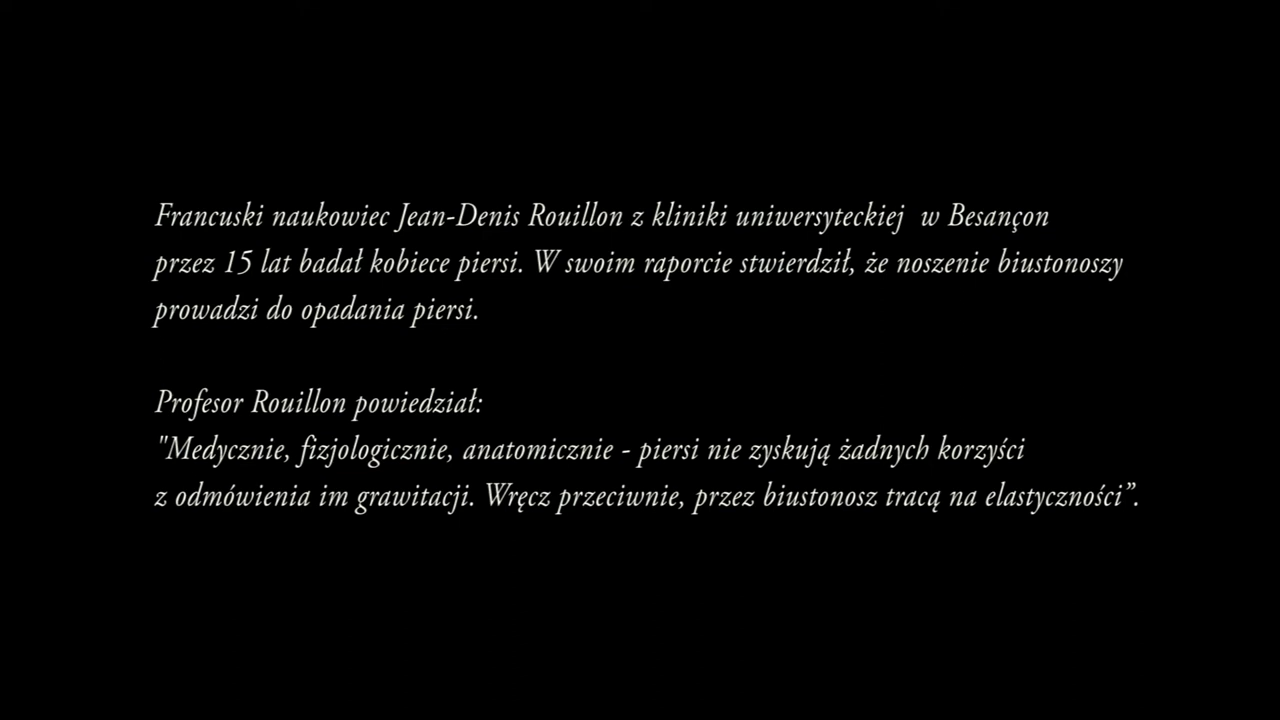 Francuski naukowiec Jean-Denis Rouillon z kliniki uniwersyteckiej  w Besançon
przez 15 lat badał kobiece piersi. W swoim raporcie stwierdził, że noszenie biustonoszy
prowadzi do opadania piersi.
Profesor Rouillon powiedział:
"Medycznie, fizjologicznie, anatomicznie - piersi nie zyskują żadnych korzyści
z odmówienia im grawitacji. Wręcz przeciwnie, przez biustonosz tracą na elastyczności”.